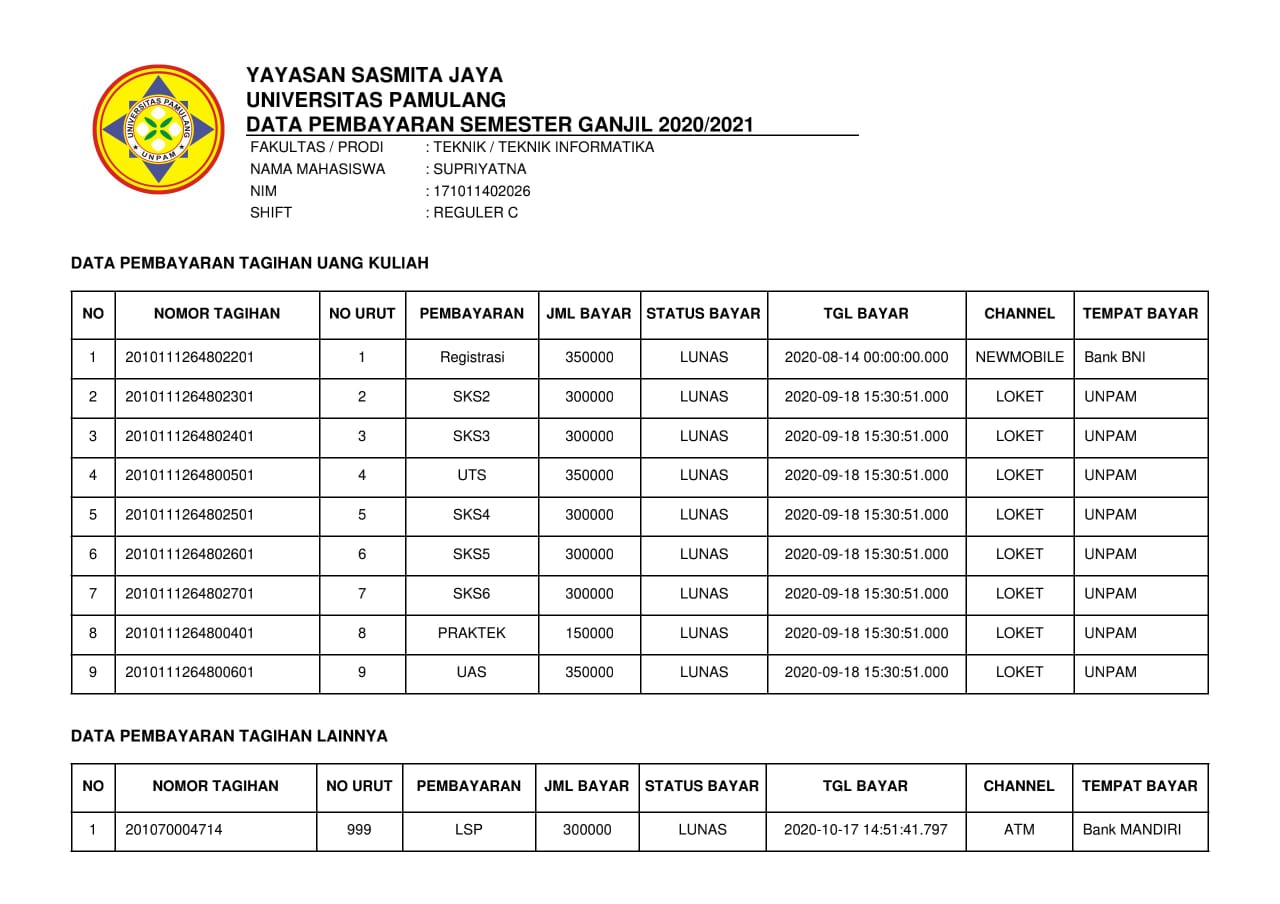 UNIVERSITAS PAMULANG
★ UNPAM ★
YAYASAN SASMITA JAYA
UNIVERSITAS PAMULANG
DATA PEMBAYARAN SEMESTER GANJIL 2020/2021
FAKULTAS / PRODI : TEKNIK / TEKNIK INFORMATIKA
NAMA MAHASISWA : SUPRIYATNA
NIM : 171011402026
SHIFT : REGULER C
DATA PEMBAYARAN TAGIHAN UANG KULIAH
NO NOMOR TAGIHAN NO URUT PEMBAYARAN JML BAYAR STATUS BAYAR TGL BAYAR CHANNEL TEMPAT BAYAR
1 2010111264802201 1 Registrasi 350000 LUNAS 2020-08-14 00:00:00.000 NEWMOBILE Bank BNI
2 2010111264802301 2 SKS2 300000 LUNAS 2020-09-18 15:30:51.000 LOKET UNPAM
3 2010111264802401 3 SKS3 300000 LUNAS 2020-09-18 15:30:51.000 LOKET UNPAM
4 2010111264800501 4 UTS 350000 LUNAS 2020-09-18 15:30:51.000 LOKET UNPAM
5 2010111264802501 5 SKS4 300000 LUNAS 2020-09-18 15:30:51.000 LOKET UNPAM
6 2010111264802601 6 SKS5 300000 LUNAS 2020-09-18 15:30:51.000 LOKET UNPAM
7 2010111264802701 7 SKS6 300000 LUNAS 2020-09-18 15:30:51.000 LOKET UNPAM
8 2010111264800401 8 PRAKTEK 150000 LUNAS 2020-09-18 15:30:51.000 LOKET UNPAM
9 2010111264800601 9 UAS 350000 LUNAS 2020-09-18 15:30:51.000 LOKET UNPAM
DATA PEMBAYARAN TAGIHAN LAINNYA
NO NOMOR TAGIHAN NO URUT PEMBAYARAN JML BAYAR STATUS BAYAR TGL BAYAR CHANNEL TEMPAT BAYAR
1 201070004714 999 LSP 300000 LUNAS 2020-10-17 14:51:41.797 ATM Bank MANDIRI